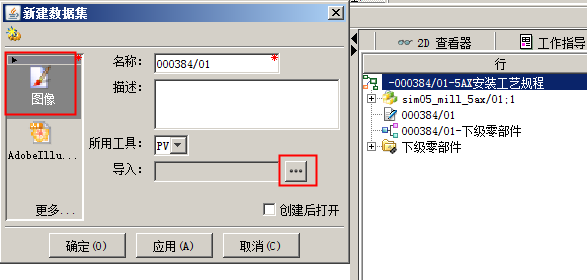 新建数据集
图像
AdobeIllu...
更多...
名称:
000384/01
*
描述:
所用工具:
PV
导入:
...
创建后打开
确定(O)
应用(A)
取消(C)
2D 查看器
工作指导
行
-000384/01-5AX安装工艺规程
sim05_mill_5ax/01;1
000384/01
000384/01-下级零部件
下级零部件